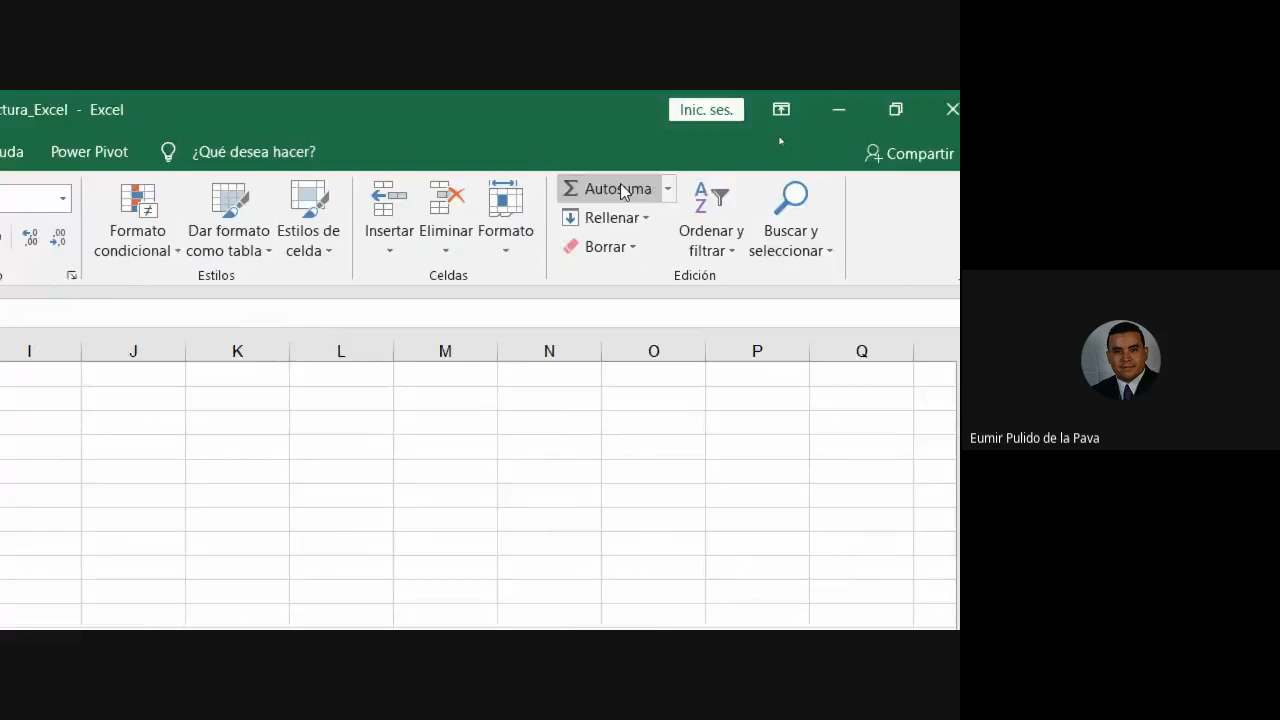 ctura_Excel - Excel
Inic. ses.
uda
Power Pivot
¿Qué desea hacer?
Compartir
Formato
condicional
Dar formato
como tabla
Estilos de
celda
Estilos
Insertar
Eliminar
Formato
Celdas
Autosuma
Rellenar
Borrar
Ordenar y
filtrar
Buscar y
seleccionar
Edición
I J K L M N O P Q
Eumir Pulido de la Pava